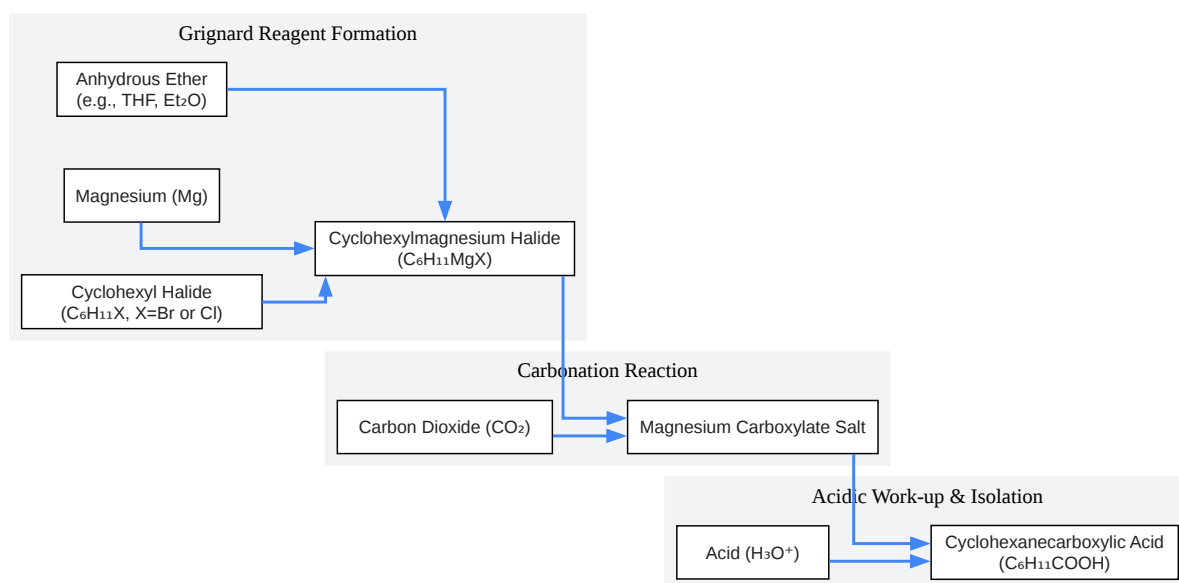 Grignard Reagent Formation
Anhydrous Ether
(e.g., THF, Et₂O)
Magnesium (Mg)
Cyclohexylmagnesium Halide
(C₆H₁₁MgX)
Cyclohexyl Halide
(C₆H₁₁X, X=Br or Cl)
Carbonation Reaction
Carbon Dioxide (CO₂)
Magnesium Carboxylate Salt
Acidic Work-up & Isolation
Acid (H₃O⁺)
Cyclohexanecarboxylic Acid
(C₆H₁₁COOH)